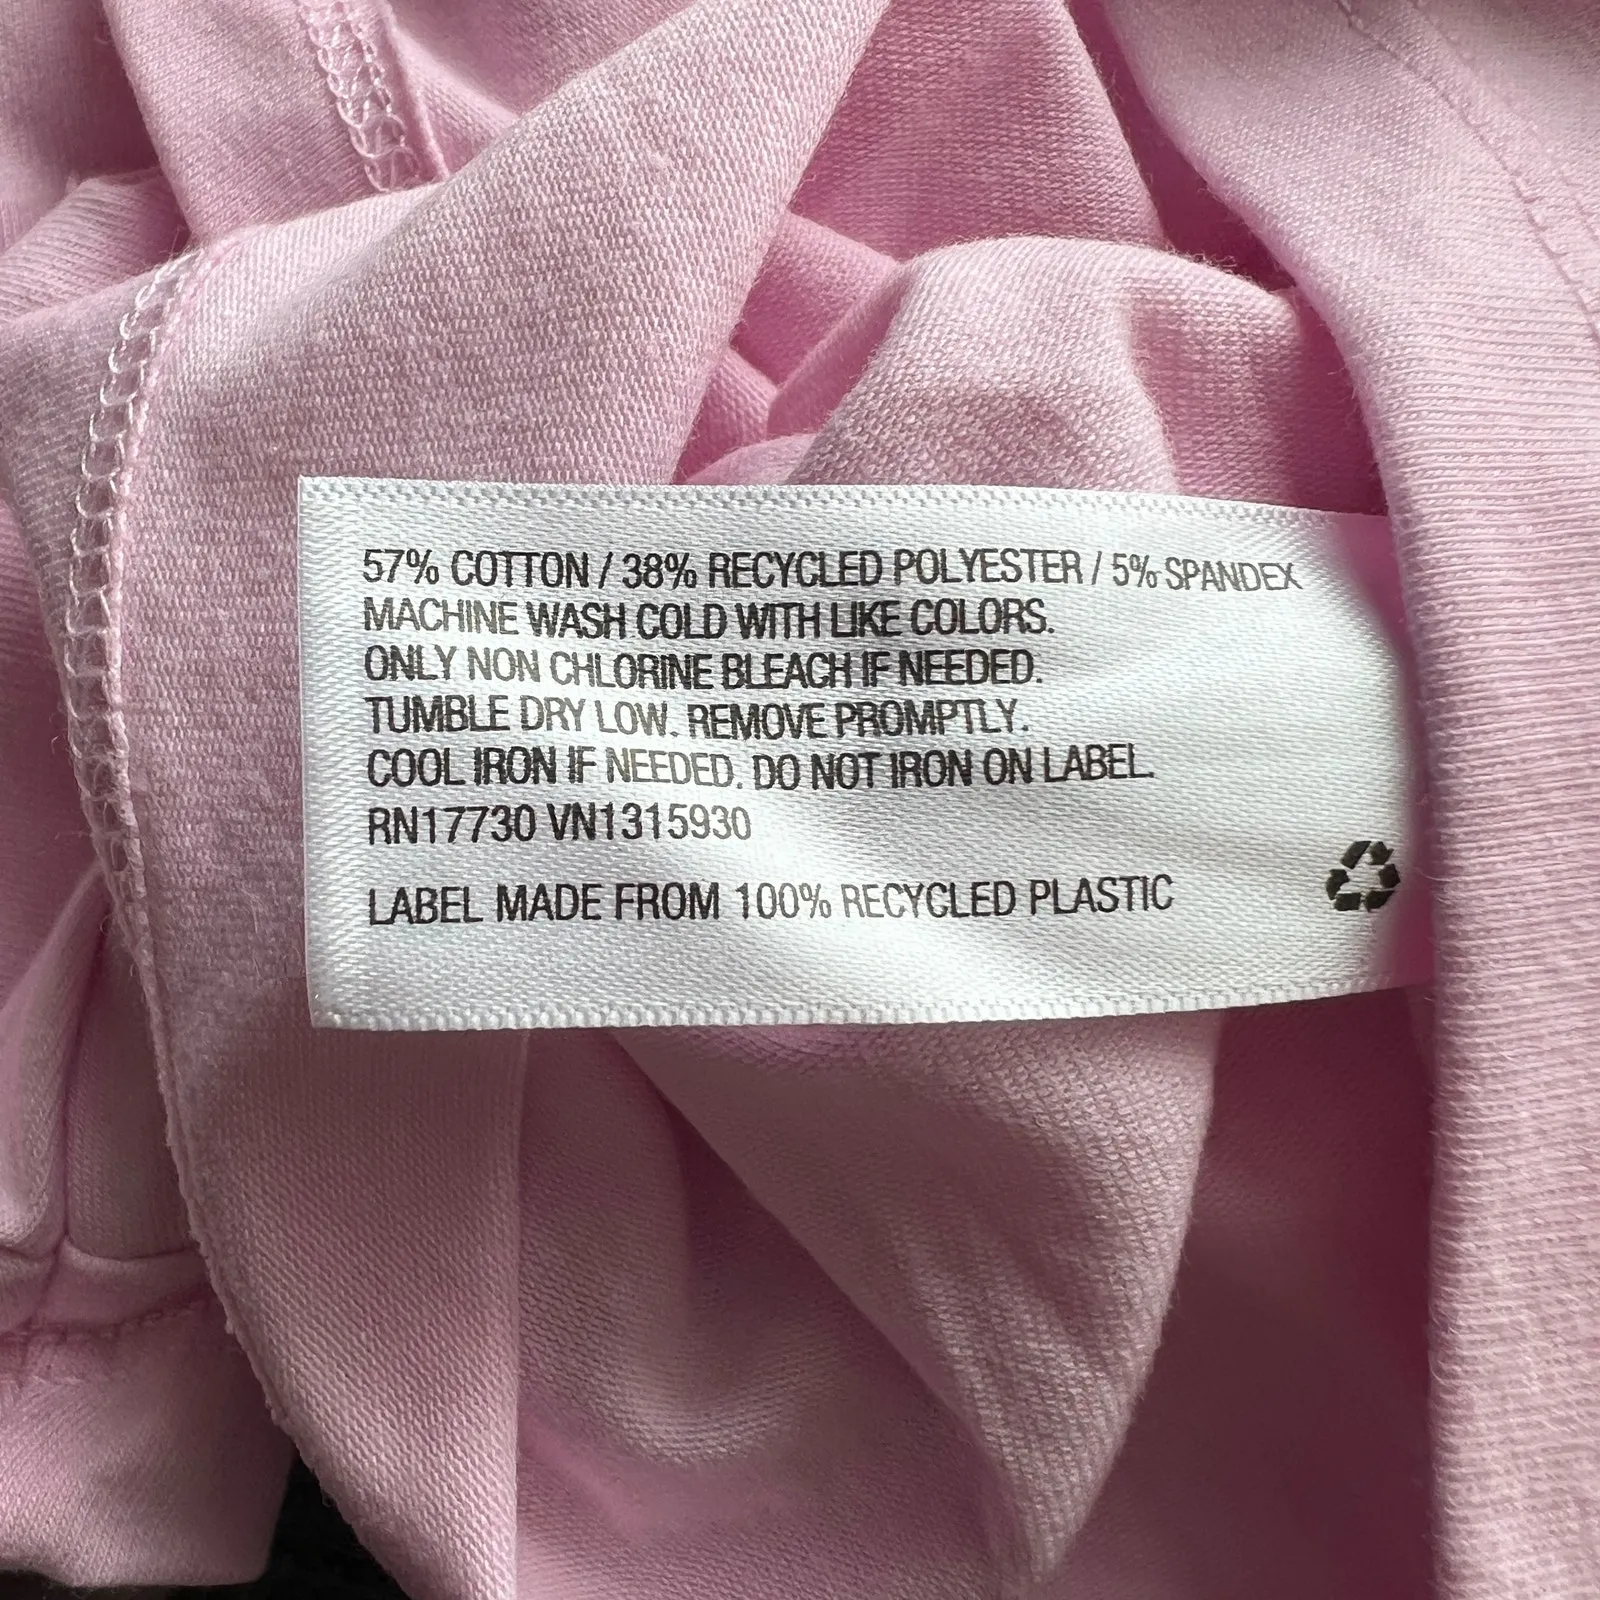 57% COTTON / 38% RECYCLED POLYESTER / 5% SPANDEX
MACHINE WASH COLD WITH LIKE COLORS.
ONLY NON CHLORINE BLEACH IF NEEDED.
TUMBLE DRY LOW. REMOVE PROMPTLY.
COOL IRON IF NEEDED. DO NOT IRON ON LABEL.
RN17730 VN1315930
LABEL MADE FROM 100% RECYCLED PLASTIC